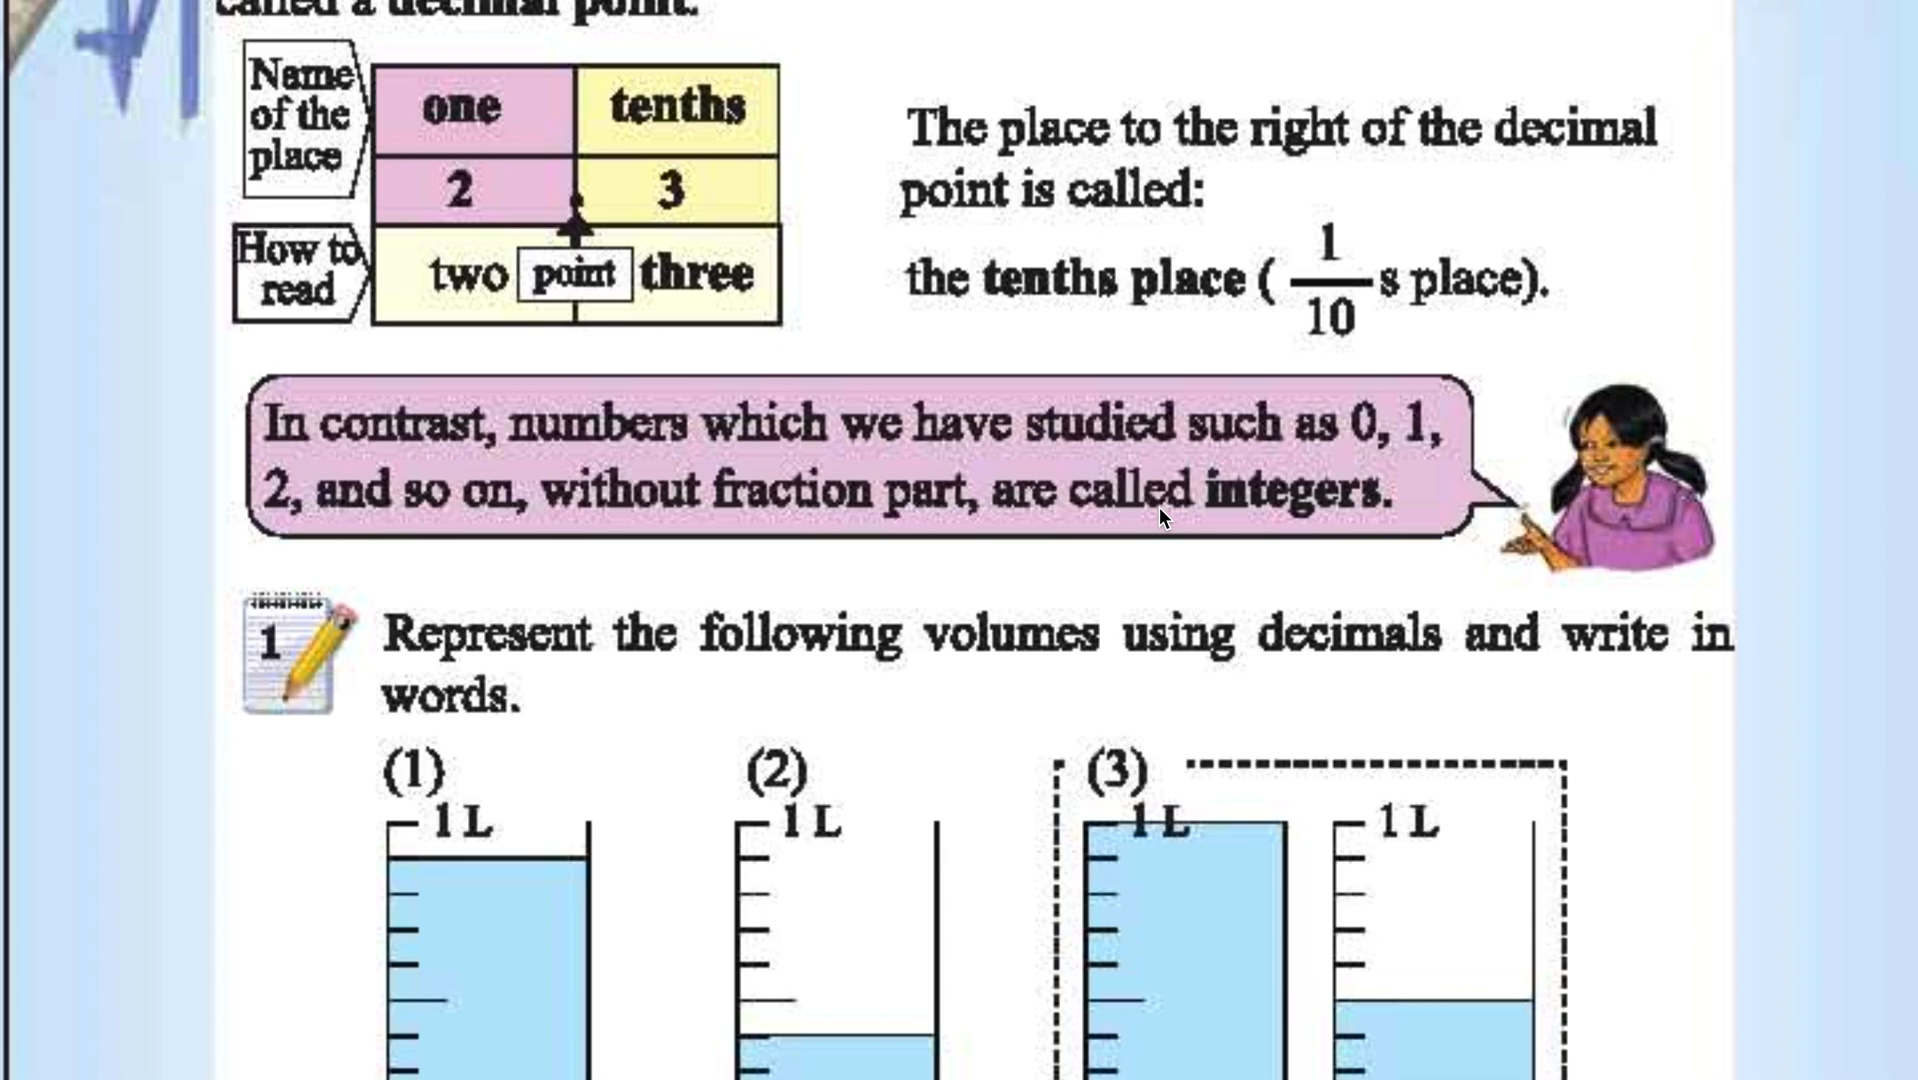 called a decimal point.
Name
of the
place
one tenths
2 . 3
How to
read
two point three
The place to the right of the decimal
point is called:
the tenths place ( 1/10 s place).
In contrast, numbers which we have studied such as 0, 1,
2, and so on, without fraction part, are called integers.
1
Represent the following volumes using decimals and write in
words.
(1) (2) (3)
1 L 1 L 1 L 1 L